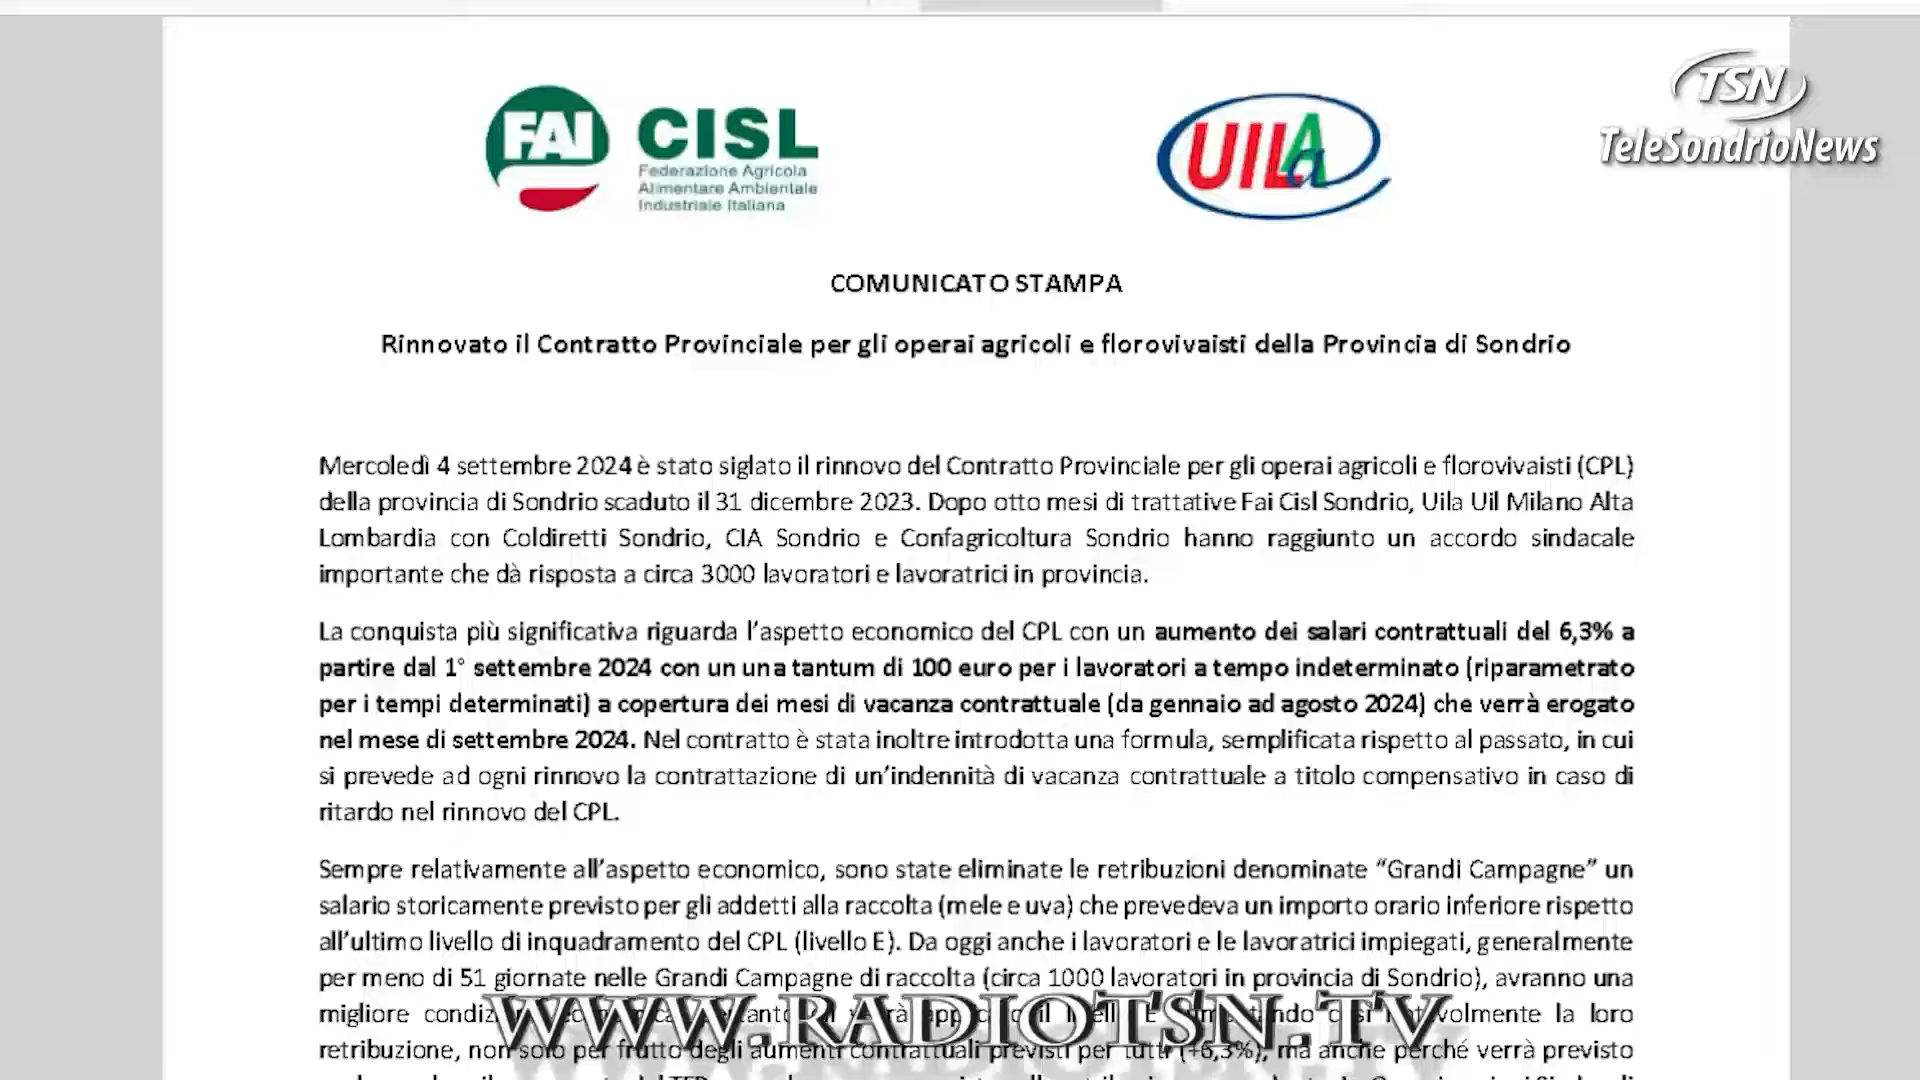 TSN
TeleSondrioNews
FAI CISL
Federazione Agricola
Alimentare Ambientale
Industriale Italiana
UILA
COMUNICATO STAMPA
Rinnovato il Contratto Provinciale per gli operai agricoli e florovivaisti della Provincia di Sondrio
Mercoledì 4 settembre 2024 è stato siglato il rinnovo del Contratto Provinciale per gli operai agricoli e florovivaisti (CPL)
della provincia di Sondrio scaduto il 31 dicembre 2023. Dopo otto mesi di trattative Fai Cisl Sondrio, Uila Uil Milano Alta
Lombardia con Coldiretti Sondrio, CIA Sondrio e Confagricoltura Sondrio hanno raggiunto un accordo sindacale
importante che dà risposta a circa 3000 lavoratori e lavoratrici in provincia.
La conquista più significativa riguarda l’aspetto economico del CPL con un aumento dei salari contrattuali del 6,3% a
partire dal 1° settembre 2024 con un una tantum di 100 euro per i lavoratori a tempo indeterminato (riparametrato
per i tempi determinati) a copertura dei mesi di vacanza contrattuale (da gennaio ad agosto 2024) che verrà erogato
nel mese di settembre 2024. Nel contratto è stata inoltre introdotta una formula, semplificata rispetto al passato, in cui
si prevede ad ogni rinnovo la contrattazione di un’indennità di vacanza contrattuale a titolo compensativo in caso di
ritardo nel rinnovo del CPL.
Sempre relativamente all’aspetto economico, sono state eliminate le retribuzioni denominate “Grandi Campagne” un
salario storicamente previsto per gli addetti alla raccolta (mele e uva) che prevedeva un importo orario inferiore rispetto
all’ultimo livello di inquadramento del CPL (livello E). Da oggi anche i lavoratori e le lavoratrici impiegati, generalmente
per meno di 51 giornate nelle Grandi Campagne di raccolta (circa 1000 lavoratori in provincia di Sondrio), avranno una
migliore la loro
WWW.RADIOTSN.TV
retribuzione, non solo per frutto degli aumenti contrattuali previsti per tutti (+6,3%), ma anche perché verrà previsto